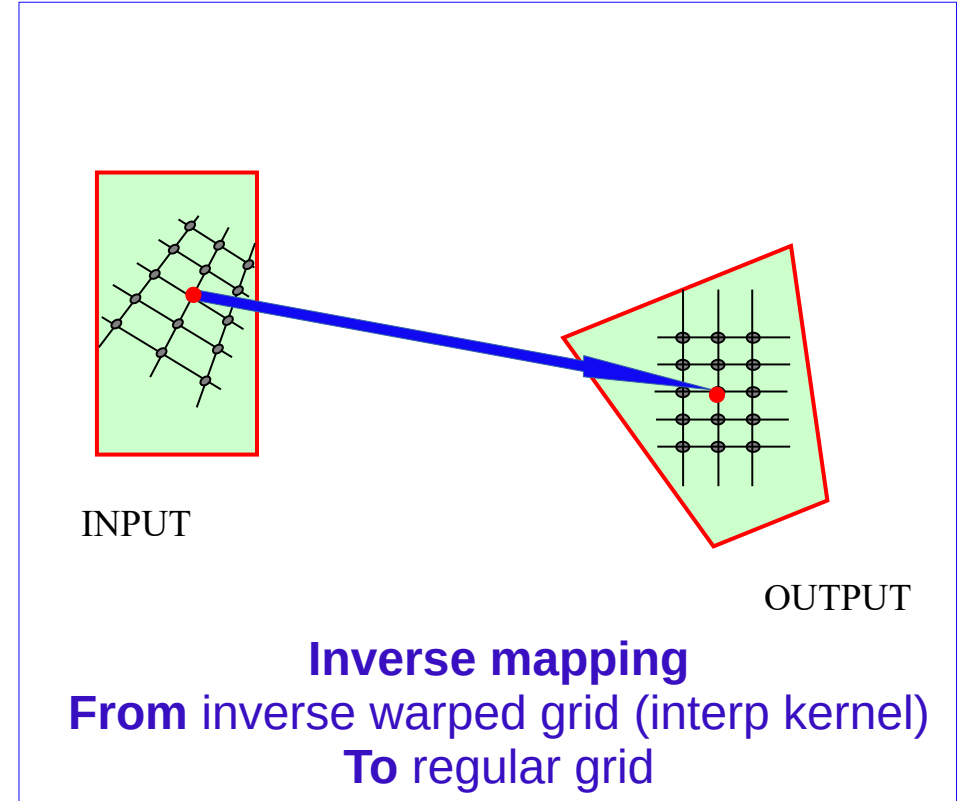 INPUT
OUTPUT
Inverse mapping
From inverse warped grid (interp kernel)
To regular grid